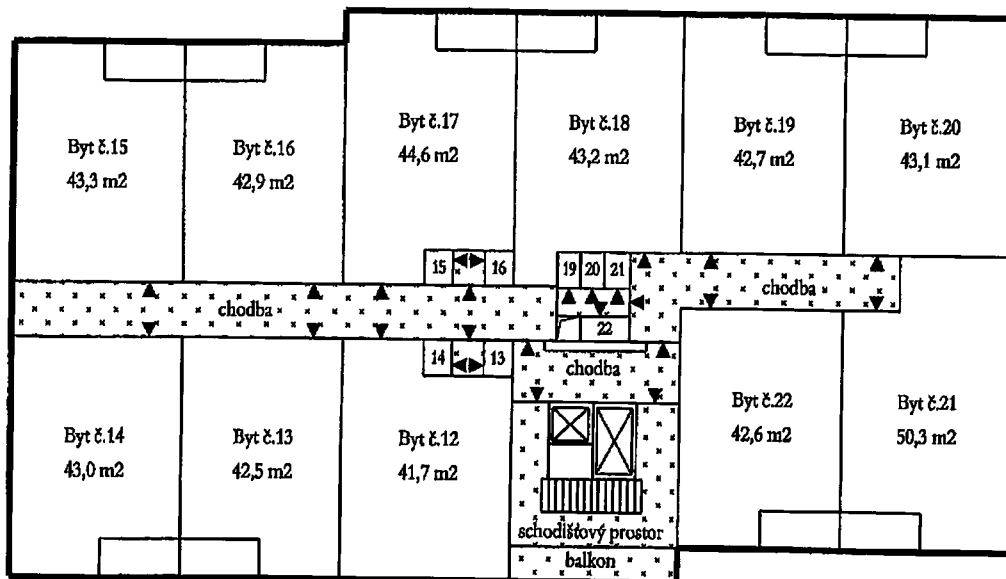 Byt č.15
43,3 m2
Byt č.16
42,9 m2
Byt č.17
44,6 m2
Byt č.18
43,2 m2
Byt č.19
42,7 m2
Byt č.20
43,1 m2
15
16
19
20
21
22
chodba
chodba
14
13
chodba
Byt č.14
43,0 m2
Byt č.13
42,5 m2
Byt č.12
41,7 m2
Byt č.22
42,6 m2
Byt č.21
50,3 m2
schodišťový prostor
balkon